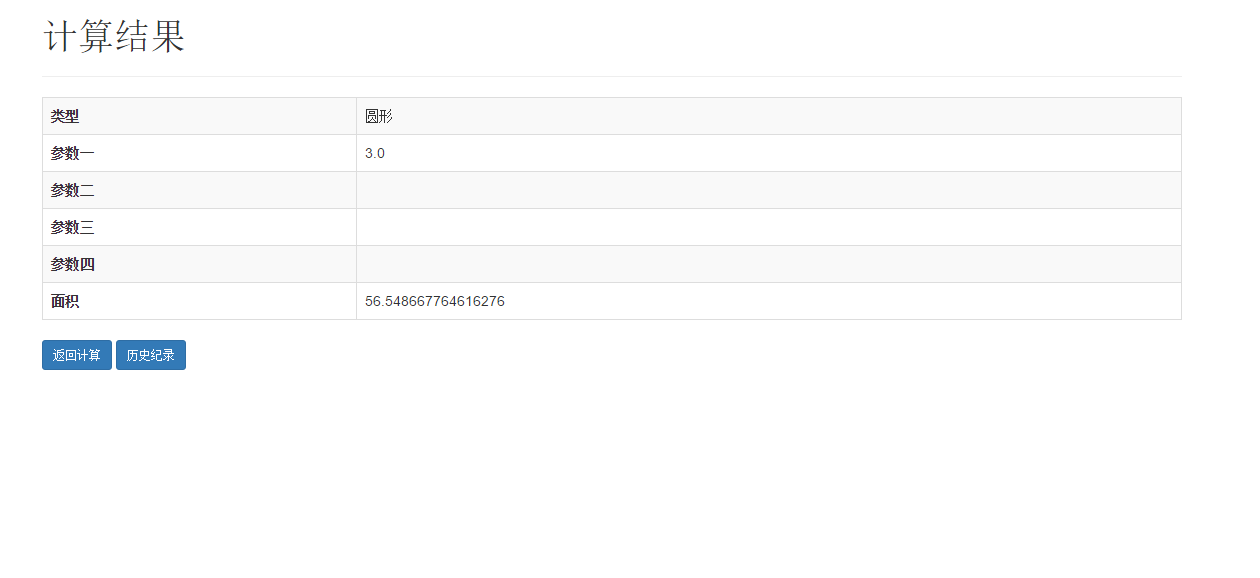 计算结果
类型 圆形
参数一 3.0
参数二
参数三
参数四
面积 56.548667764616276
返回计算 历史纪录